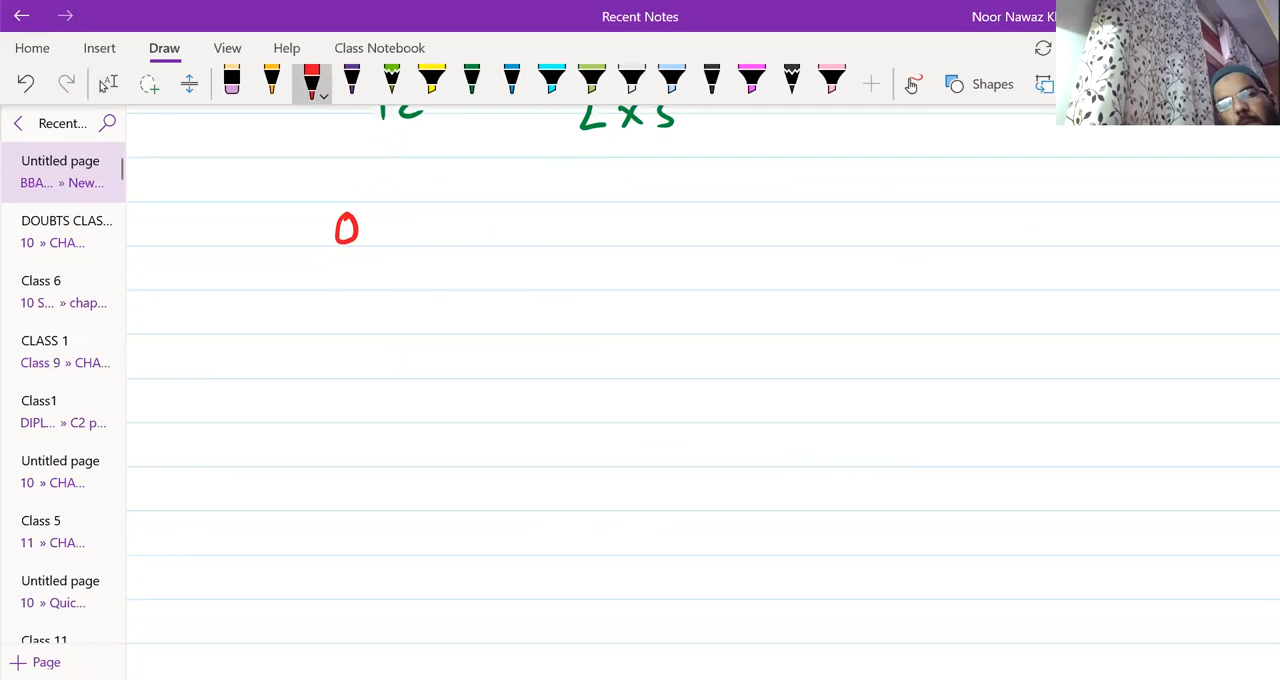 Recent Notes
Noor Nawaz Kh
Home Insert Draw View Help Class Notebook
Shapes
Recent...
Untitled page
BBA... » New...
DOUBTS CLAS...
10 » CHA...
Class 6
10 S... » chap...
CLASS 1
Class 9 » CHA...
Class1
DIPL... » C2 p...
Untitled page
10 » CHA...
Class 5
11 » CHA...
Untitled page
10 » Quic...
Class 11
+ Page
2 x 5
0